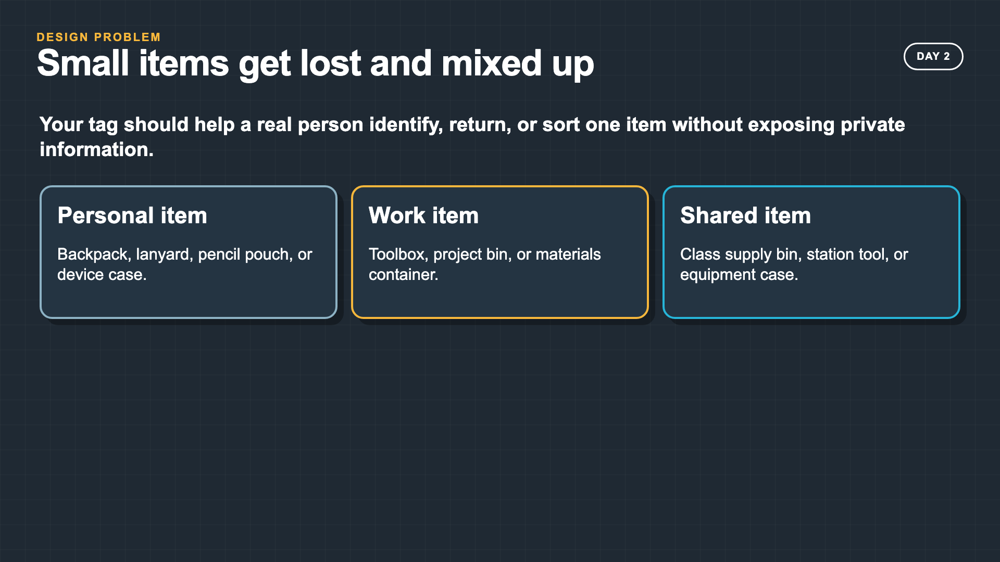 DESIGN PROBLEM
Small items get lost and mixed up
DAY 2
Your tag should help a real person identify, return, or sort one item without exposing private
information.
Personal item
Backpack, lanyard, pencil pouch, or
device case.
Work item
Toolbox, project bin, or materials
container.
Shared item
Class supply bin, station tool, or
equipment case.